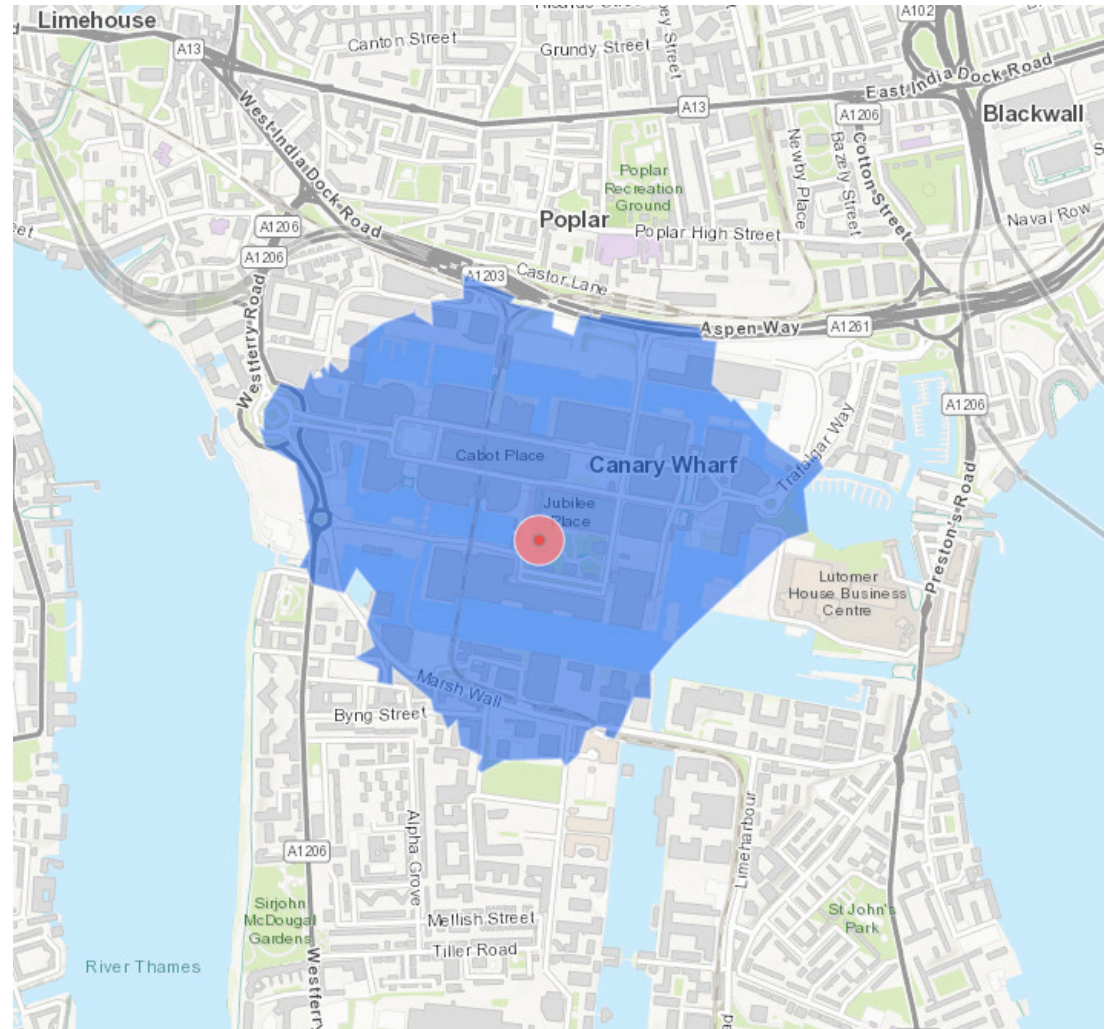 Limehouse
A13
Canton Street
Grundy Street
A102
East India Dock Road
A13
A1206
Blackwall
West India Dock Road
Cotton Street
Bazely Street
Newby Place
Poplar
Recreation
Ground
Poplar
Poplar High Street
Naval Row
A1206
A1206
A1203
Castor Lane
Aspen Way
A1261
Westferry Road
A1206
Trafalgar Way
Cabot Place
Canary Wharf
Jubilee
Place
Preston's Road
Lutomer
House Business
Centre
Marsh Wall
Byng Street
Alpha Grove
Limeharbour
A1206
Sirjohn
McDougal
Gardens
Mellish Street
Tiller Road
St John's
Park
River Thames
Westferry